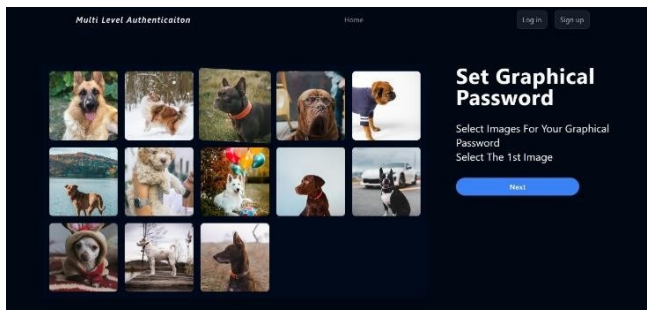 Multi Level Authenticaiton
Home
Log in
Sign up
Set Graphical
Password
Select Images For Your Graphical
Password
Select The 1st Image
Next